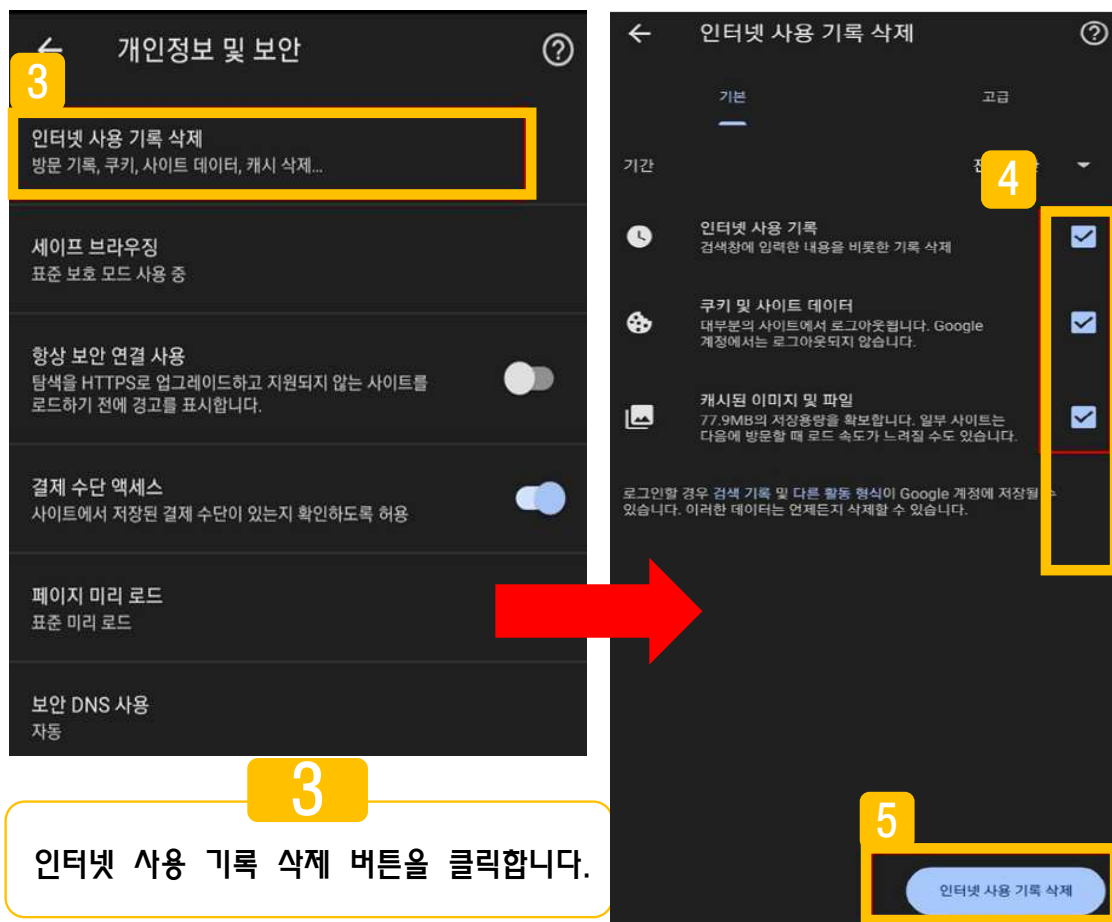 개인정보 및 보안
3
인터넷 사용 기록 삭제
방문 기록, 쿠키, 사이트 데이터, 캐시 삭제...
세이프 브라우징
표준 보호 모드 사용 중
항상 보안 연결 사용
탐색을 HTTPS로 업그레이드하고 지원되지 않는 사이트를
로드하기 전에 경고를 표시합니다.
결제 수단 액세스
사이트에서 저장된 결제 수단이 있는지 확인하도록 허용
페이지 미리 로드
표준 미리 로드
보안 DNS 사용
자동
3
인터넷 사용 기록 삭제 버튼을 클릭합니다.
인터넷 사용 기록 삭제
기본 고급
기간
4
인터넷 사용 기록
검색창에 입력한 내용을 비롯한 기록 삭제
쿠키 및 사이트 데이터
대부분의 사이트에서 로그아웃됩니다. Google
계정에서는 로그아웃되지 않습니다.
캐시된 이미지 및 파일
77.9MB의 저장용량을 확보합니다. 일부 사이트는
다음에 방문할 때 로드 속도가 느려질 수도 있습니다.
로그인할 경우 검색 기록 및 다른 활동 형식이 Google 계정에 저장될 수
있습니다. 이러한 데이터는 언제든지 삭제할 수 있습니다.
5
인터넷 사용 기록 삭제